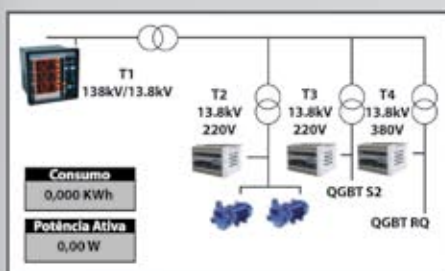 T1
138kV/13.8kV
T2
13.8kV
220V
T3
13.8kV
220V
T4
13.8kV
380V
QGBT S2
QGBT RQ
Consumo
0,000 KWh
Potência Ativa
0,00 W